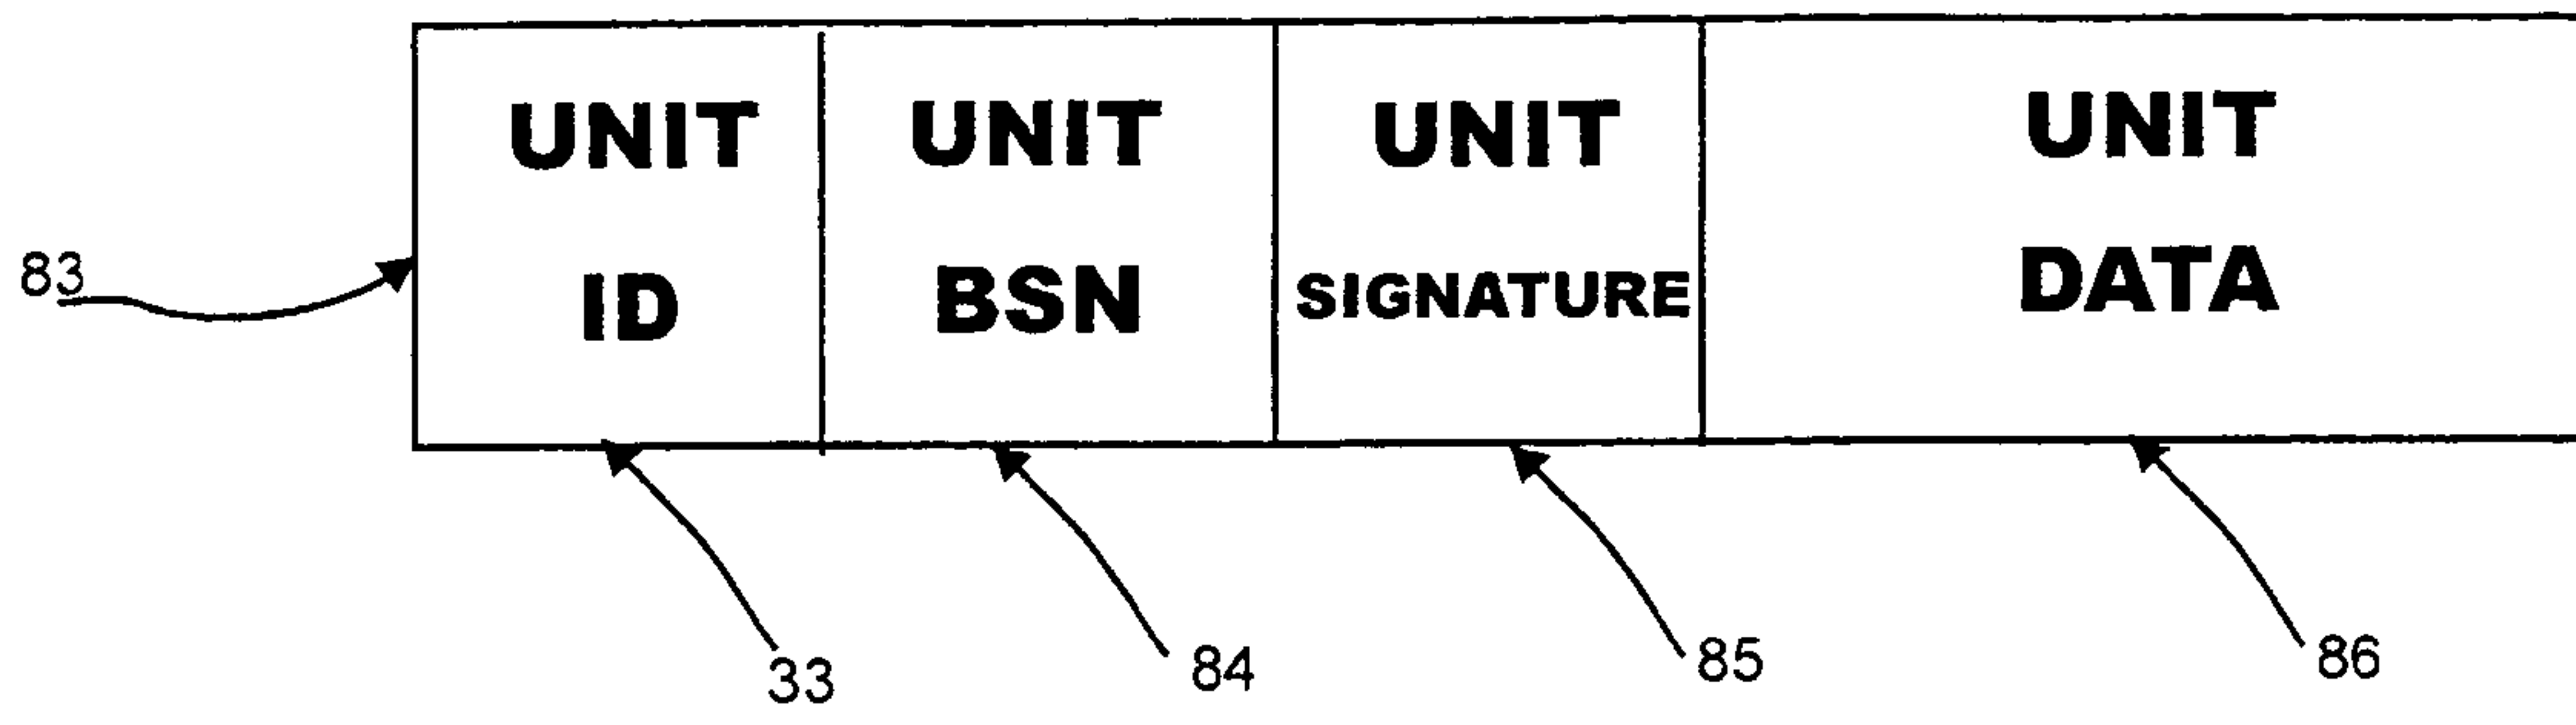 UNIT UNIT UNIT UNIT
ID BSN SIGNATURE DATA
83
33 84 85 86